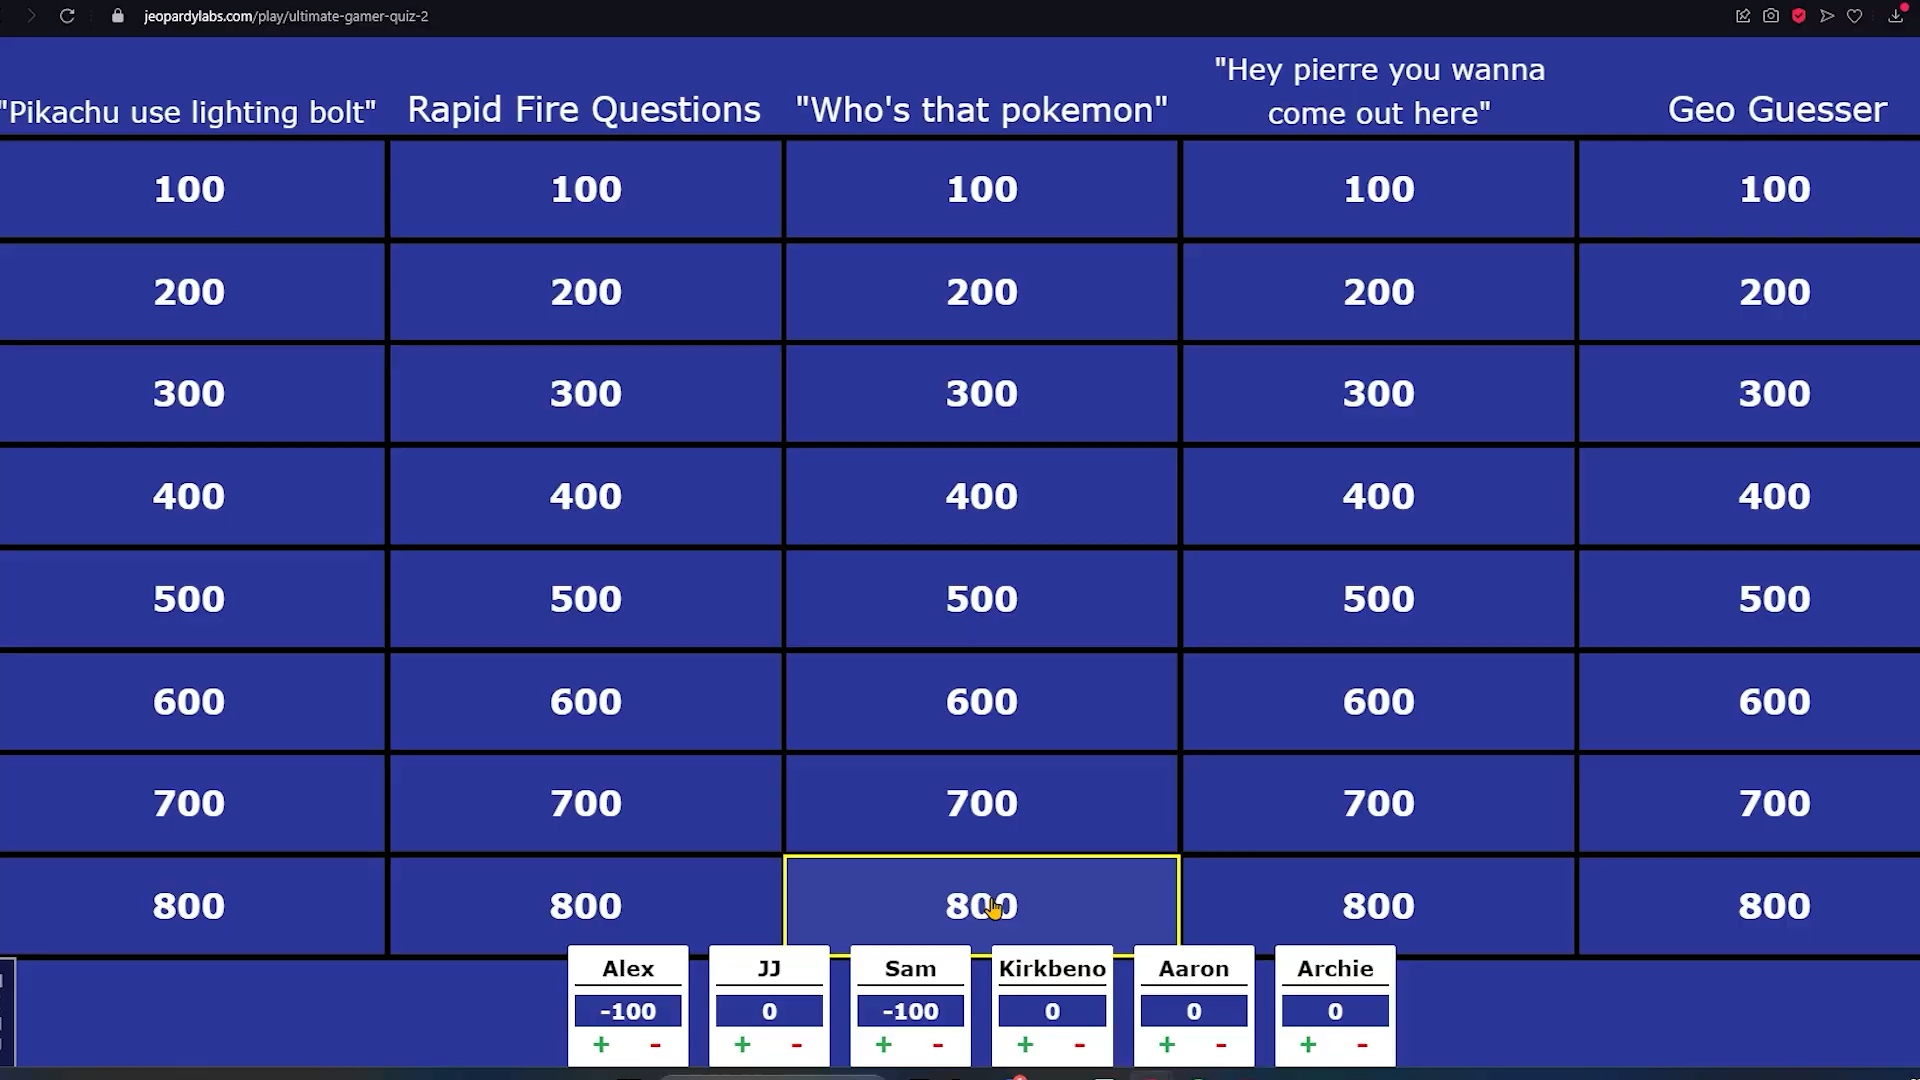 jeopardylabs.com/play/ultimate-gamer-quiz-2
"Pikachu use lighting bolt" Rapid Fire Questions "Who's that pokemon" "Hey pierre you wanna
come out here" Geo Guesser
100 100 100 100 100
200 200 200 200 200
300 300 300 300 300
400 400 400 400 400
500 500 500 500 500
600 600 600 600 600
700 700 700 700 700
800 800 800 800 800
Alex JJ Sam Kirkbeno Aaron Archie
-100 0 -100 0 0 0
+ - + - + - + - + - + -